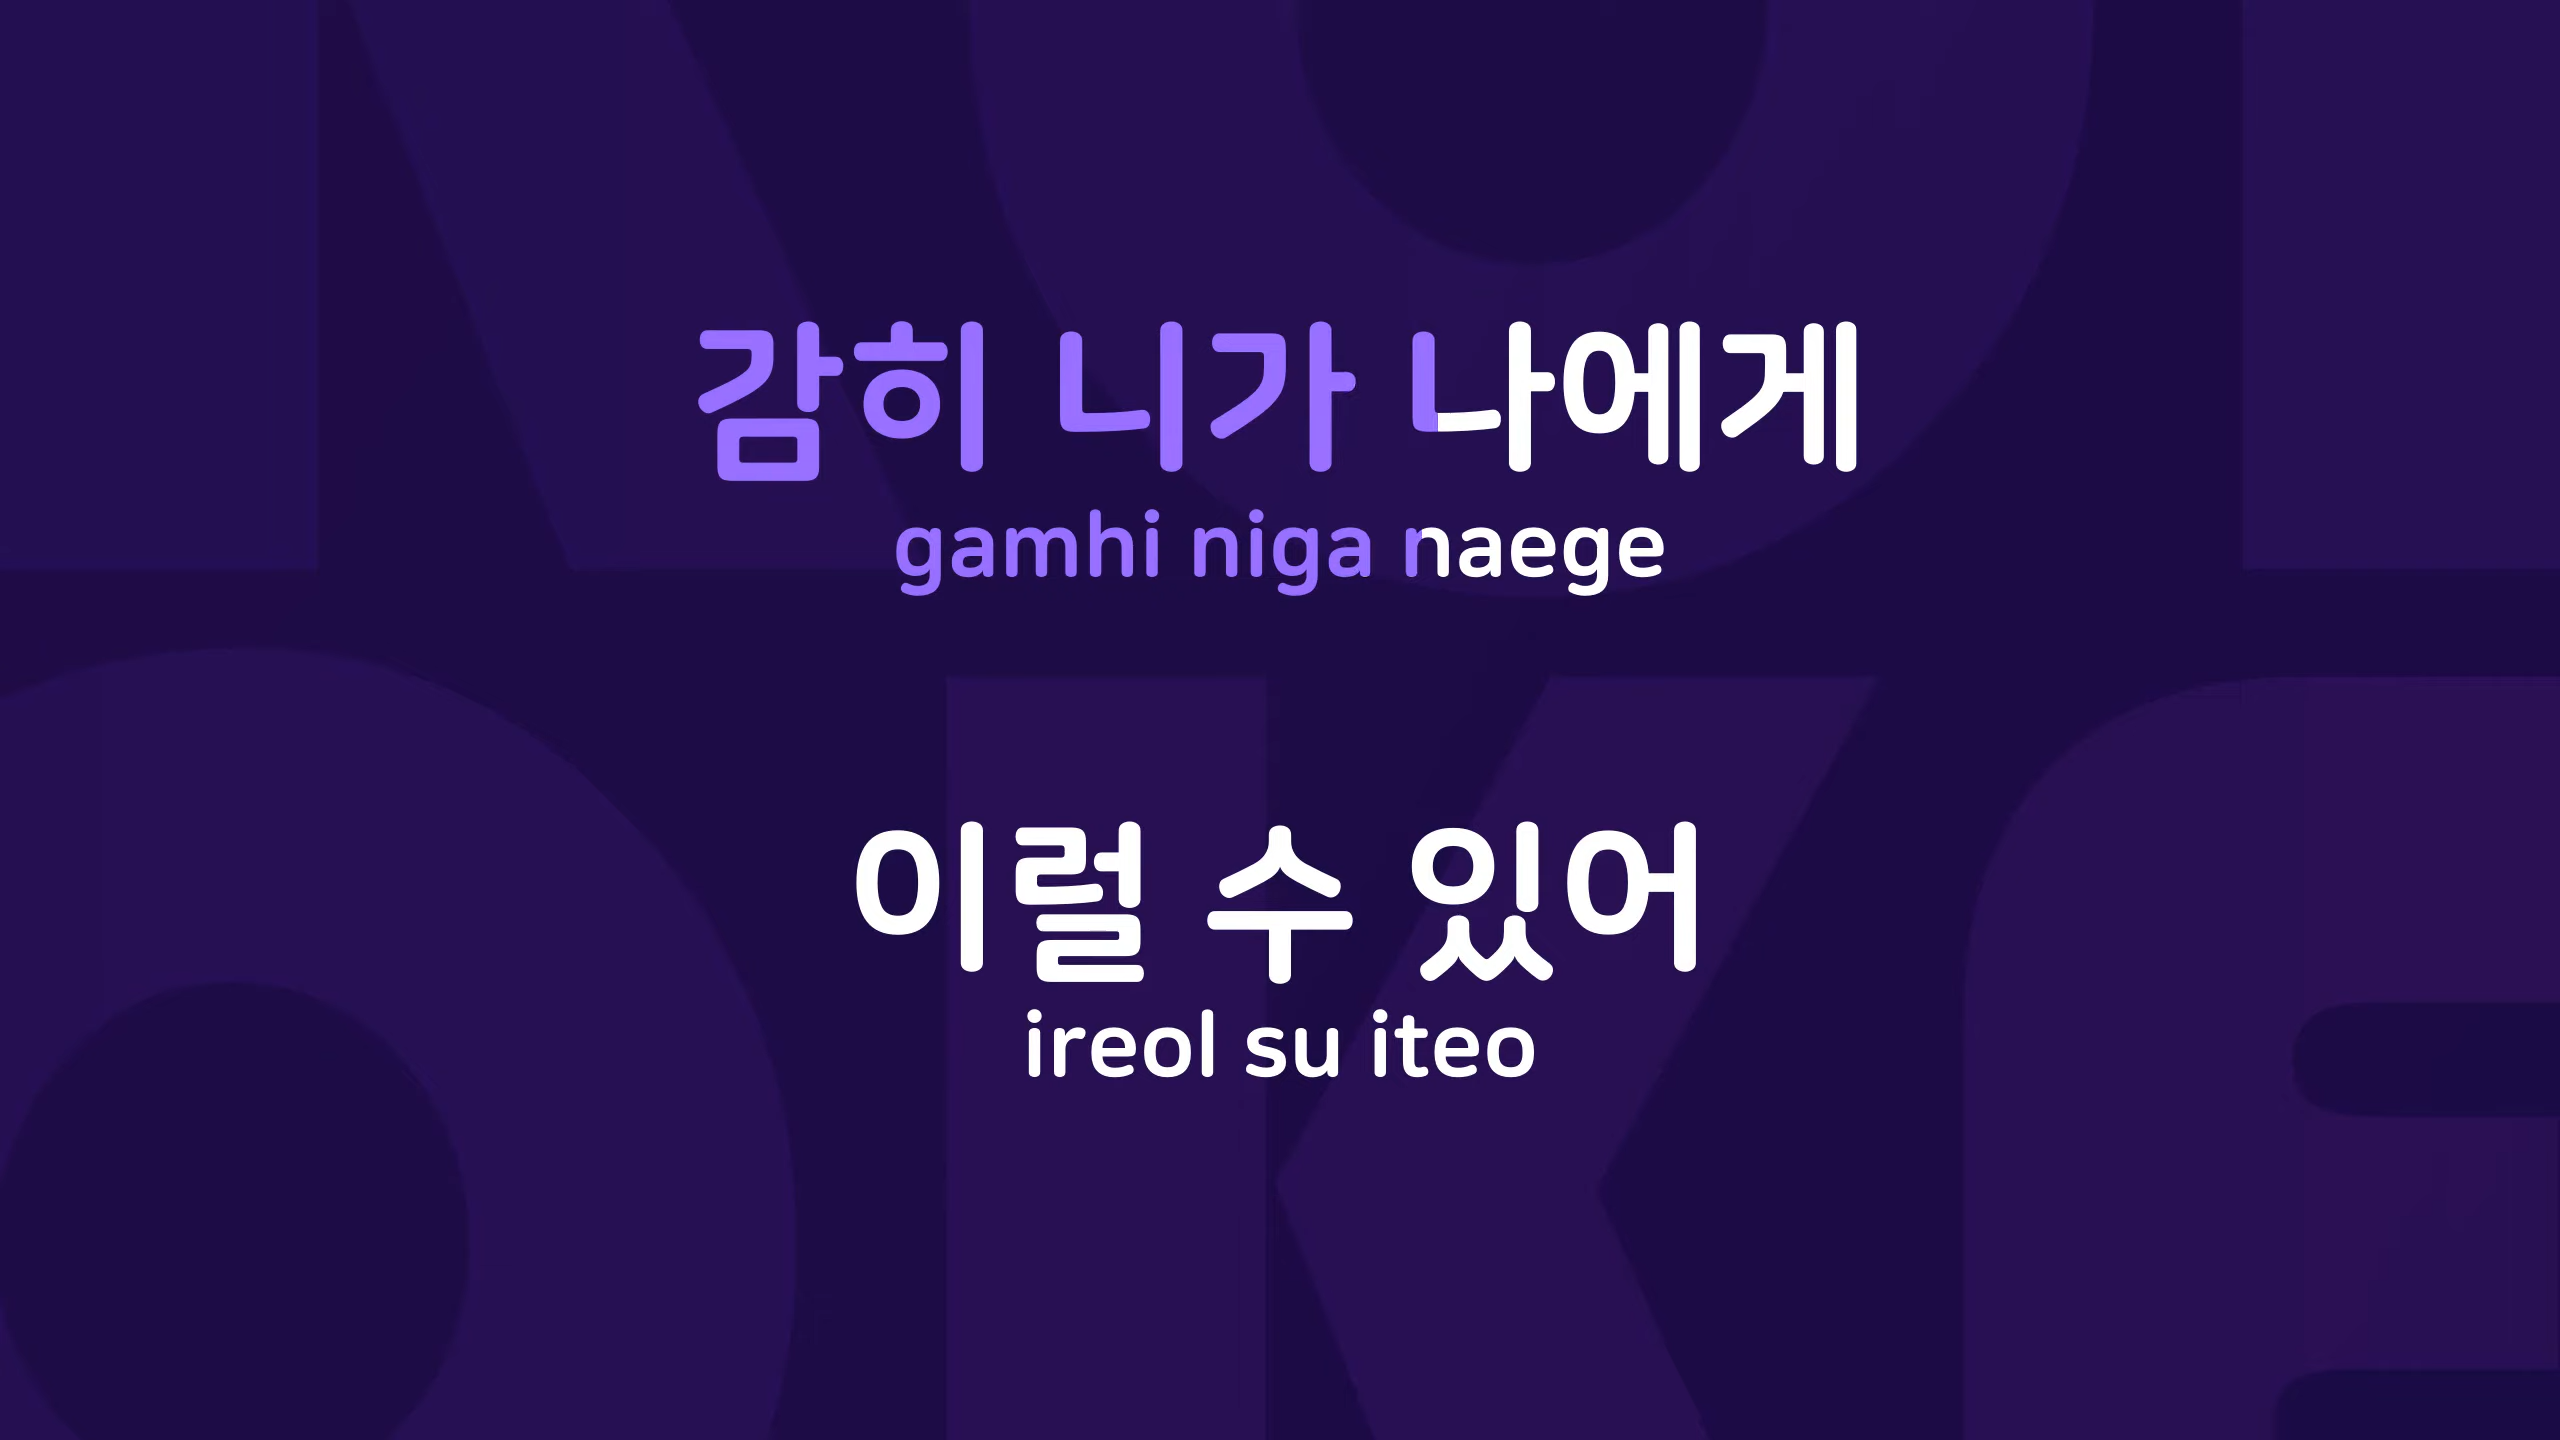 감히 니가 나에게
gamhi niga naege
이럴 수 있어
ireol su iteo